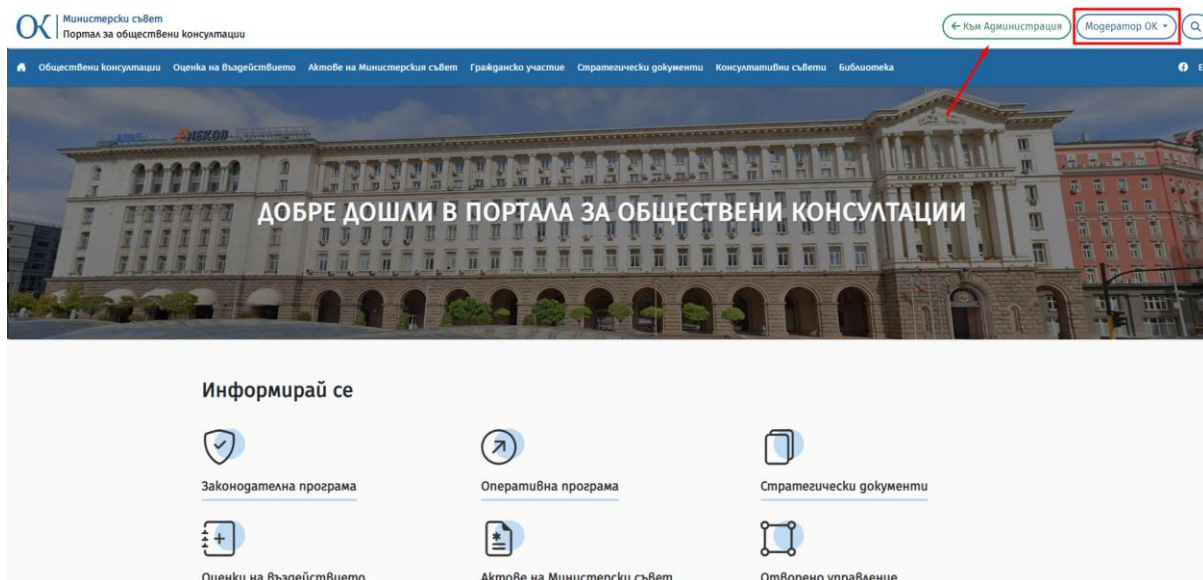 Министерски съвет
Портал за обществени консултации
← Към Администрация
Модератор ОК
Обществени консултации Оценка на въздействието Актове на Министерския съвет Гражданско участие Стратегически документи Консултативни съвети Библиотека
МИНИСТЕРСКИ СЪВЕТ
ДОБРЕ ДОШЛИ В ПОРТАЛА ЗА ОБЩЕСТВЕНИ КОНСУЛТАЦИИ
Информирай се
Законодателна програма Оперативна програма Стратегически документи
Оценки на въздействието Актове на Министерски съвет Отворено управление